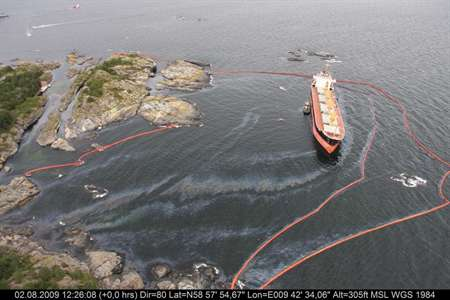 02.08.2009 12:26:08 (+0,0 hrs) Dir=80 Lat=N58 57' 54,67" Lon=E009 42' 34,06" Alt=305ft MSL WGS 1984